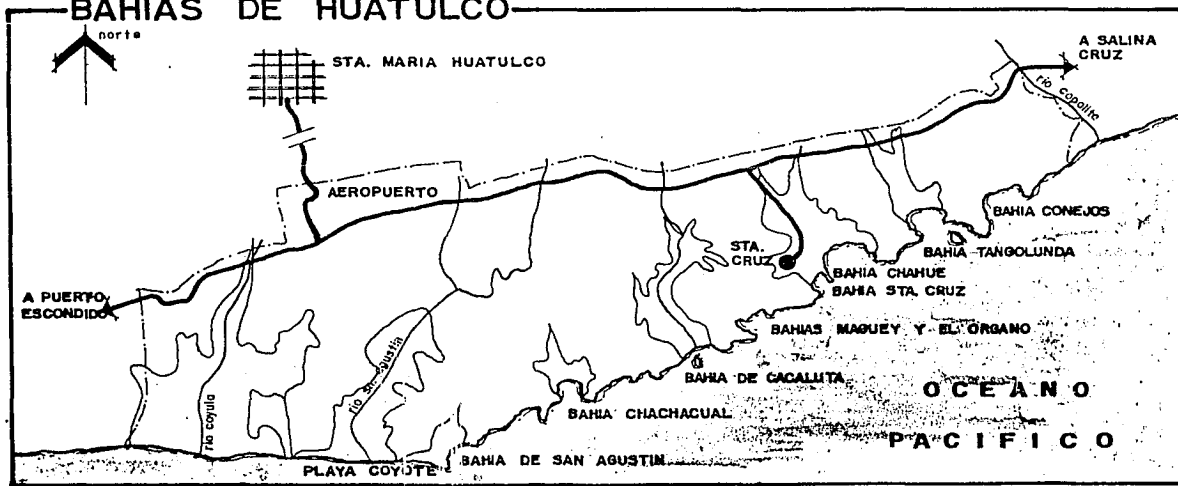 BAHIAS DE HUATULCO
norte
STA. MARIA HUATULCO
A SALINA
CRUZ
rio copalita
AEROPUERTO
BAHIA CONEJOS
STA.
CRUZ
BAHIA TANGOLUNDA
BAHIA CHAHUE
BAHIA STA. CRUZ
A PUERTO
ESCONDIDO
BAHIAS MAGUEY Y EL ORGANO
rio sn. agustin
BAHIA DE CACALUTA
OCEANO
rio coyula
BAHIA CHACHACUAL
PACIFICO
BAHIA DE SAN AGUSTIN
PLAYA COYOTE